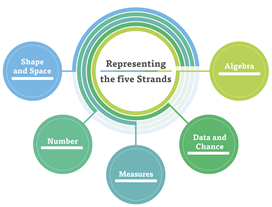 Representing
the five Strands
Shape
and Space
Algebra
Number
Data and
Chance
Measures